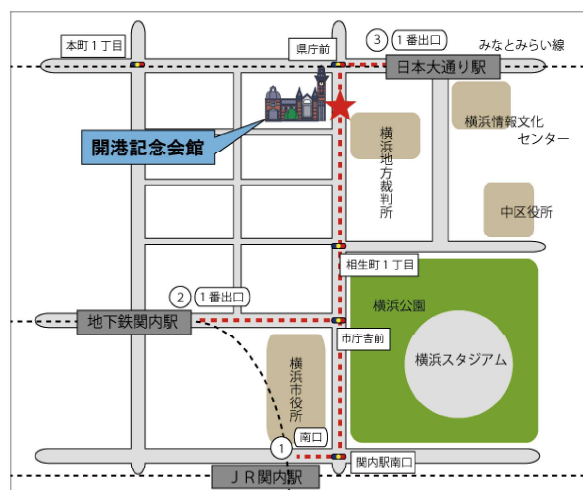 本町１丁目
県庁前
③
１番出口
みなとみらい線
日本大通り駅
開港記念会館
横浜地方裁判所
横浜情報文化
センター
中区役所
相生町１丁目
②
１番出口
地下鉄関内駅
横浜公園
市庁舎前
横浜スタジアム
横浜市役所
①
南口
関内駅南口
ＪＲ関内駅